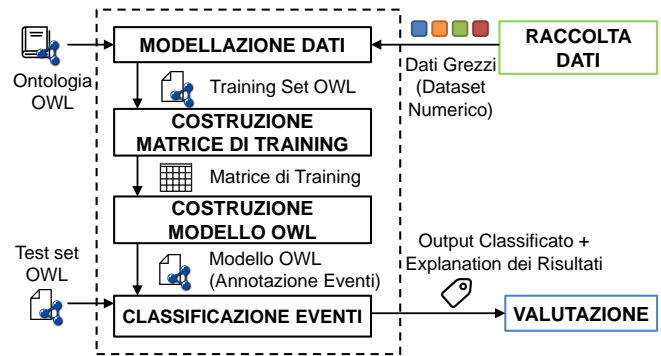 MODELLAZIONE DATI
RACCOLTA
DATI
Ontologia
OWL
Dati Grezzi
(Dataset
Numerico)
Training Set OWL
COSTRUZIONE
MATRICE DI TRAINING
Matrice di Training
COSTRUZIONE
MODELLO OWL
Test set
OWL
Modello OWL
(Annotazione Eventi)
Output Classificato +
Explanation dei Risultati
CLASSIFICAZIONE EVENTI
VALUTAZIONE